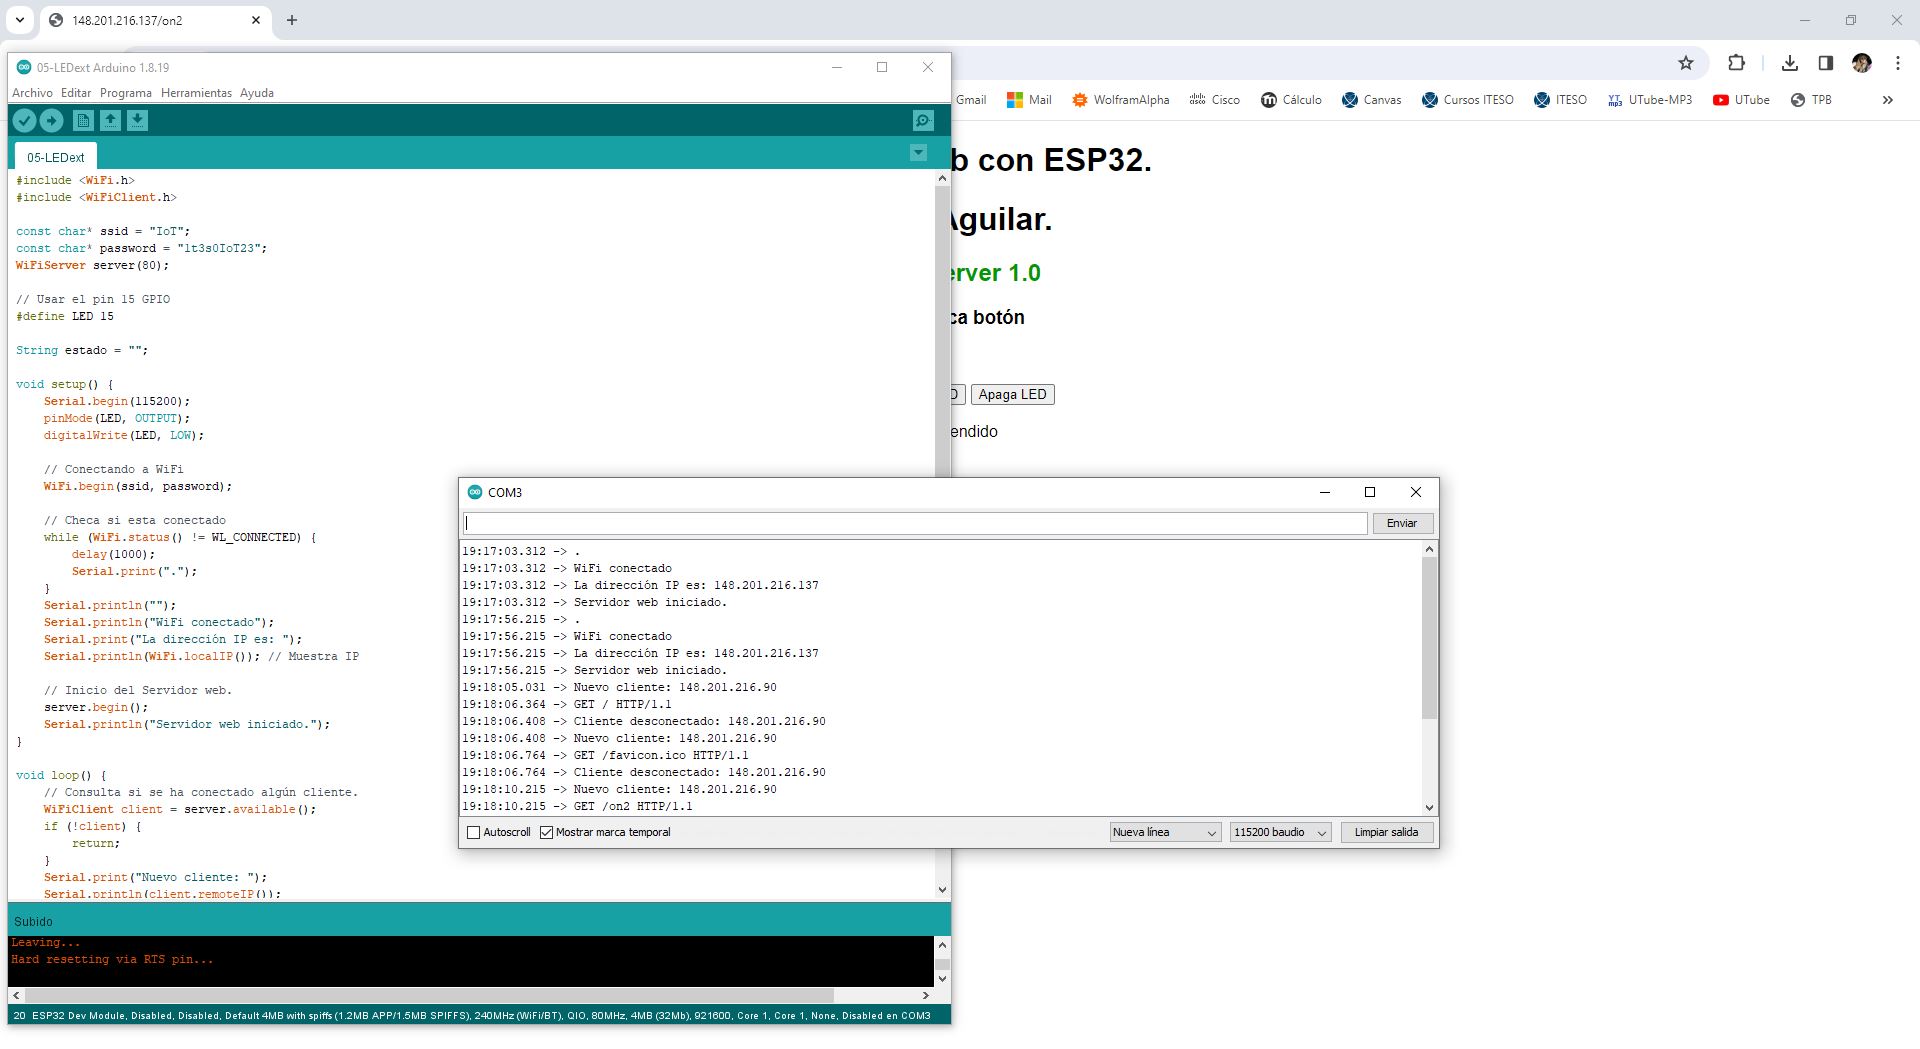 148.201.216.137/on2
05-LEDext Arduino 1.8.19
Archivo Editar Programa Herramientas Ayuda
05-LEDext
#include <WiFi.h>
#include <WiFiClient.h>
const char* ssid = "IoT";
const char* password = "1t3s0IoT23";
WiFiServer server(80);
// Usar el pin 15 GPIO
#define LED 15
String estado = "";
void setup() {
Serial.begin(115200);
pinMode(LED, OUTPUT);
digitalWrite(LED, LOW);
// Conectando a WiFi
WiFi.begin(ssid, password);
// Checa si esta conectado
while (WiFi.status() != WL_CONNECTED) {
delay(1000);
Serial.print(".");
}
Serial.println("");
Serial.println("WiFi conectado");
Serial.print("La dirección IP es: ");
Serial.println(WiFi.localIP()); // Muestra IP
// Inicio del Servidor web.
server.begin();
Serial.println("Servidor web iniciado.");
}
void loop() {
// Consulta si se ha conectado algún cliente.
WiFiClient client = server.available();
if (!client) {
return;
}
Serial.print("Nuevo cliente: ");
Serial.println(client.remoteIP());
Subido
Leaving...
Hard resetting via RTS pin...
20 ESP32 Dev Module, Disabled, Disabled, Default 4MB with spiffs (1.2MB APP/1.5MB SPIFFS), 240MHz (WiFi/BT), QIO, 80MHz, 4MB (32Mb), 921600, Core 1, Core 1, None, Disabled en COM3
Gmail Mail WolframAlpha Cisco Cálculo Canvas Cursos ITESO ITESO UTube-MP3 UTube TPB
b con ESP32.
Aguilar.
erver 1.0
ca botón
D Apaga LED
endido
COM3
Enviar
19:17:03.312 -> .
19:17:03.312 -> WiFi conectado
19:17:03.312 -> La dirección IP es: 148.201.216.137
19:17:03.312 -> Servidor web iniciado.
19:17:56.215 -> .
19:17:56.215 -> WiFi conectado
19:17:56.215 -> La dirección IP es: 148.201.216.137
19:17:56.215 -> Servidor web iniciado.
19:18:05.031 -> Nuevo cliente: 148.201.216.90
19:18:06.364 -> GET / HTTP/1.1
19:18:06.408 -> Cliente desconectado: 148.201.216.90
19:18:06.408 -> Nuevo cliente: 148.201.216.90
19:18:06.764 -> GET /favicon.ico HTTP/1.1
19:18:06.764 -> Cliente desconectado: 148.201.216.90
19:18:10.215 -> Nuevo cliente: 148.201.216.90
19:18:10.215 -> GET /on2 HTTP/1.1
Autoscroll Mostrar marca temporal Nueva línea 115200 baudio Limpiar salida